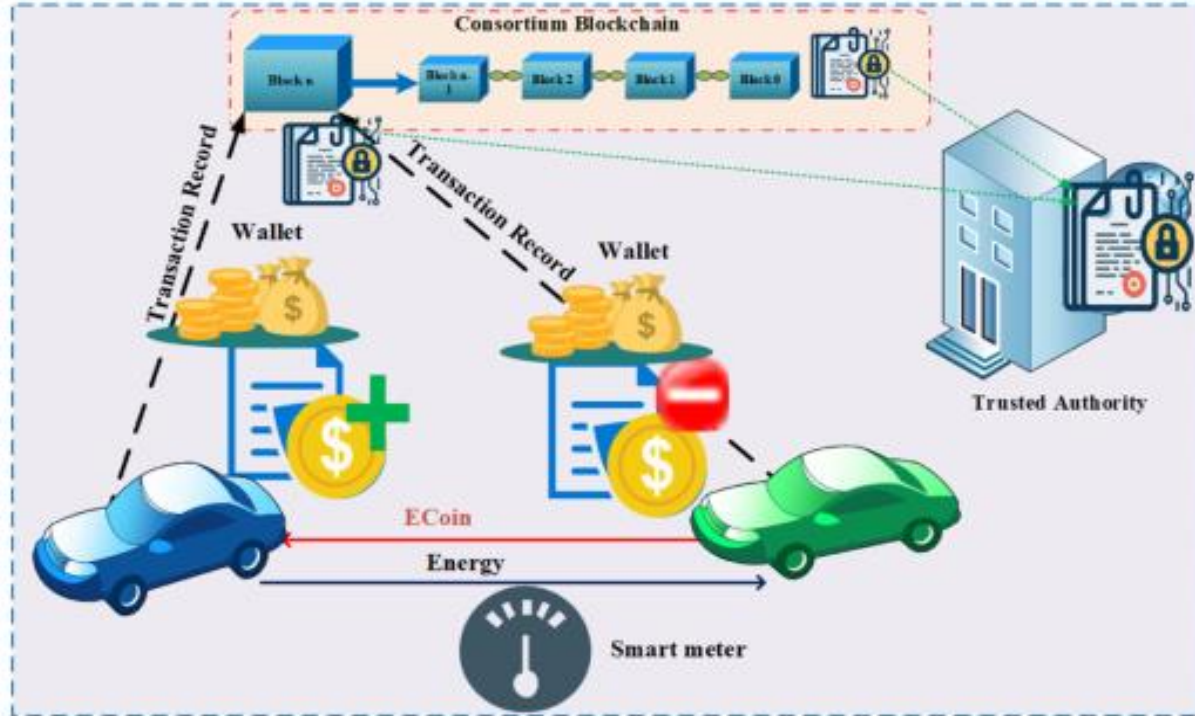 Consortium Blockchain
Block n
Block n-
1
Block 2
Block 1
Block 0
Transaction Record
Transaction Record
Wallet
Wallet
$
$
$
$
Trusted Authority
ECoin
Energy
Smart meter